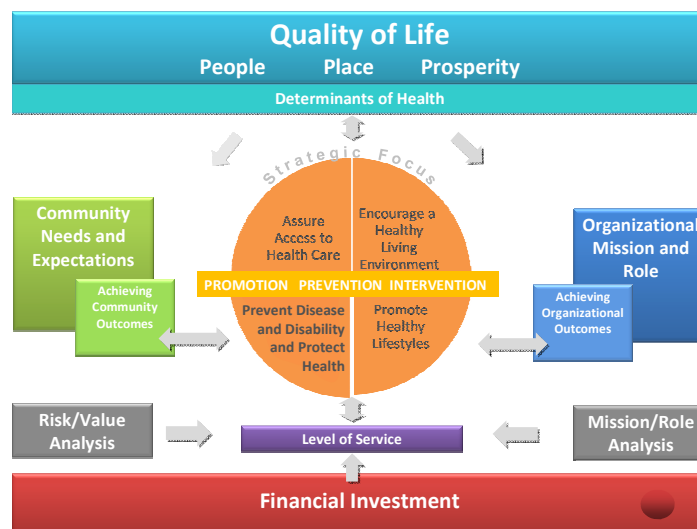 Quality of Life
People Place Prosperity
Determinants of Health
Strategic Focus
Community
Needs and
Expectations
Achieving
Community
Outcomes
Assure
Access to
Health Care
Encourage a
Healthy
Living
Environment
PROMOTION PREVENTION INTERVENTION
Prevent Disease
and Disability
and Protect
Health
Promote
Healthy
Lifestyles
Organizational
Mission and
Role
Achieving
Organizational
Outcomes
Risk/Value
Analysis
Level of Service
Mission/Role
Analysis
Financial Investment